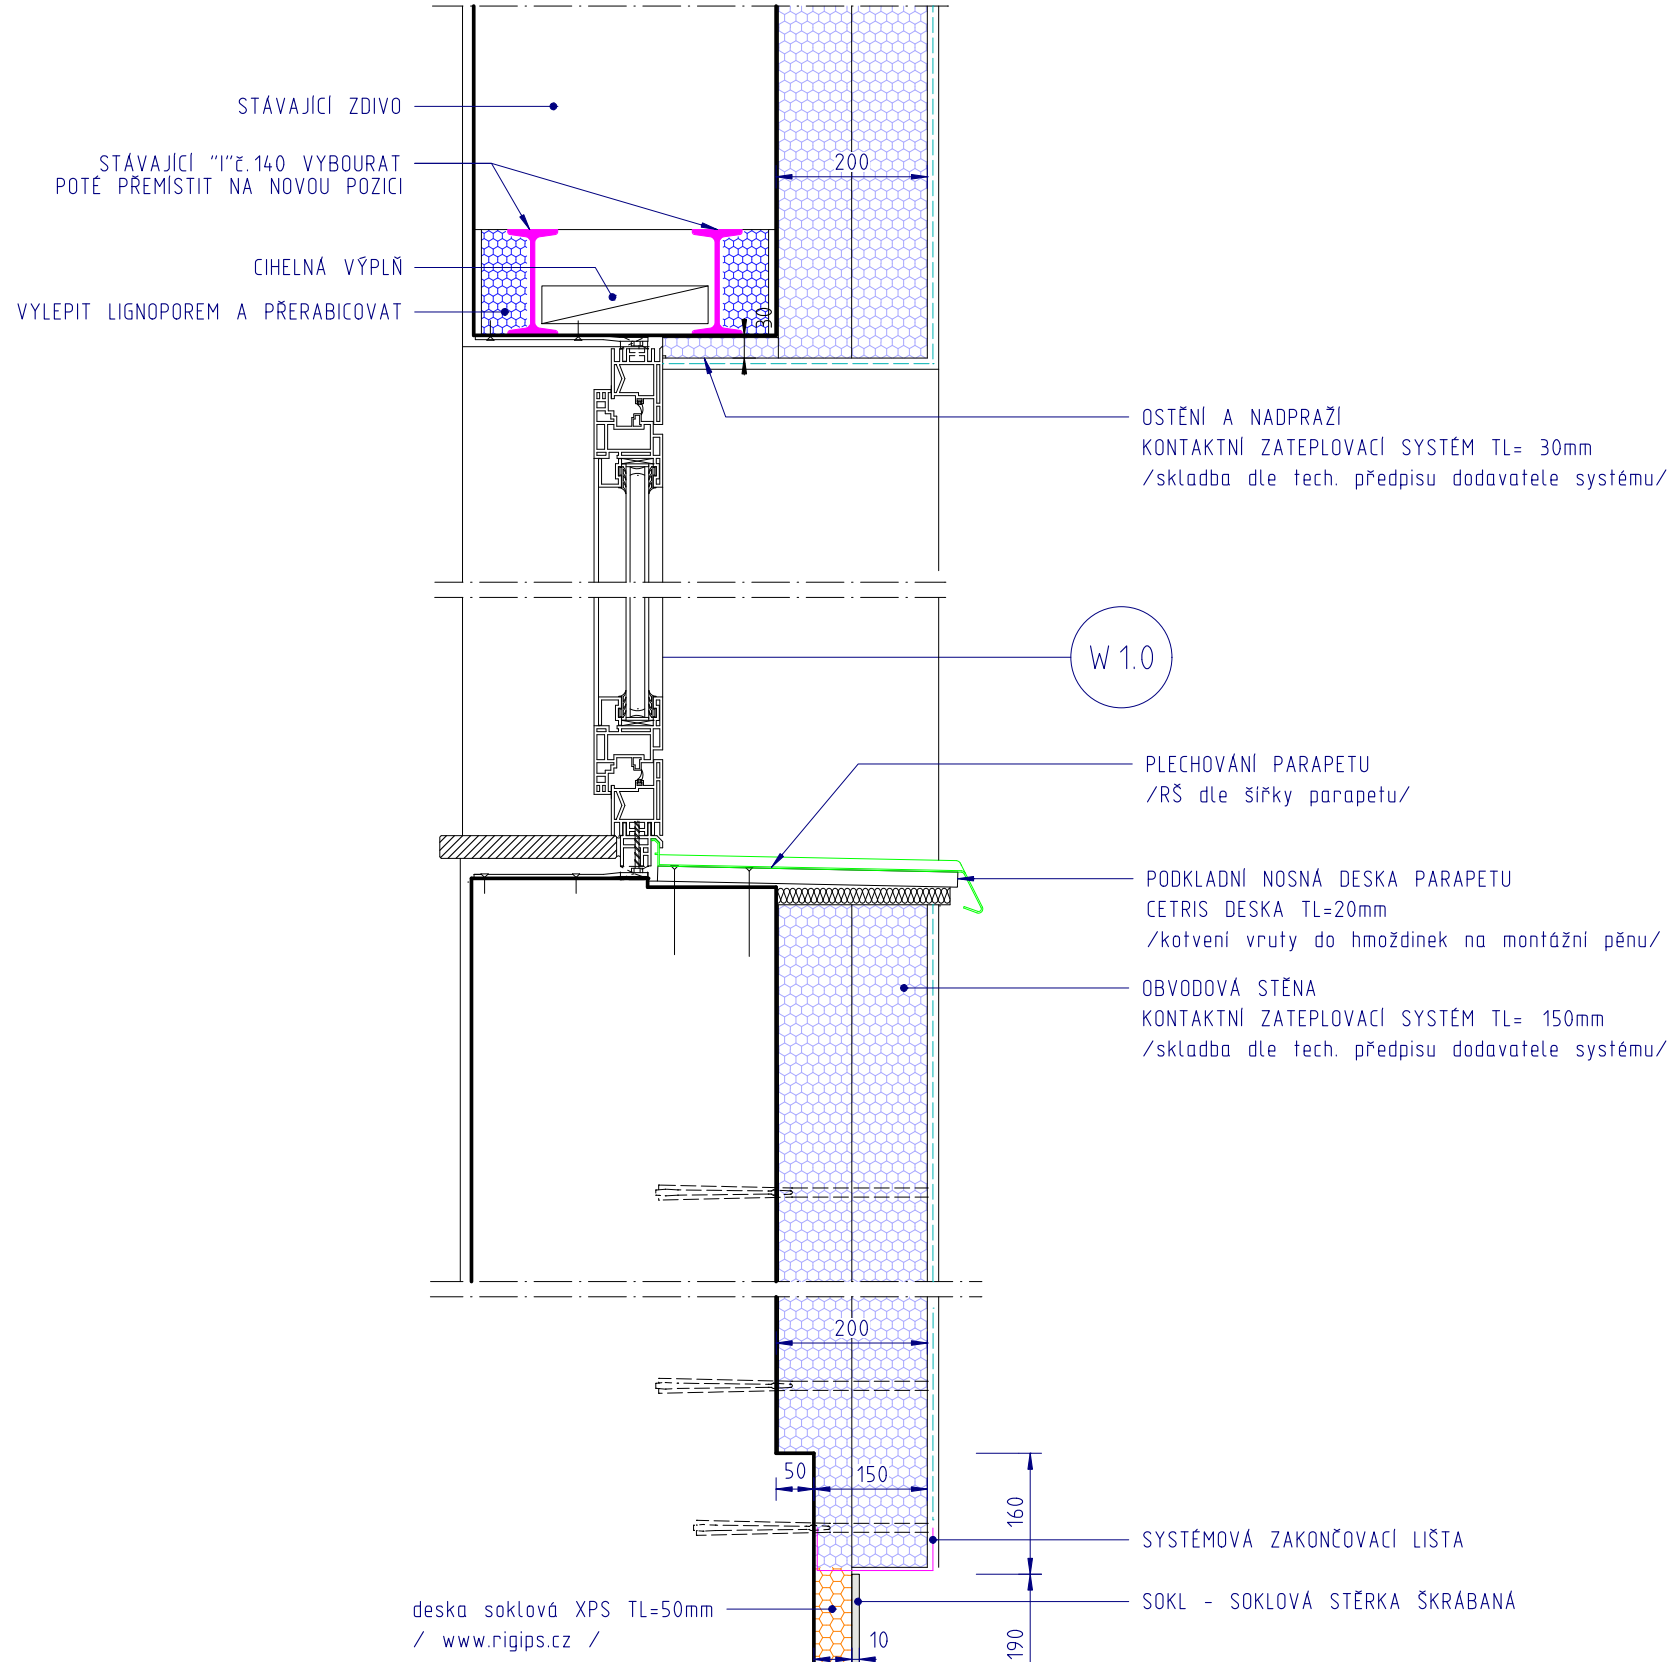 STÁVAJÍCÍ ZDIVO
STÁVAJÍCÍ "I"č.140 VYBOURAT
POTÉ PŘEMÍSTIT NA NOVOU POZICI
200
CIHELNÁ VÝPLŇ
VYLEPIT LIGNOPOREM A PŘERABICOVAT
30
OSTĚNÍ A NADPRAŽÍ
KONTAKTNÍ ZATEPLOVACÍ SYSTÉM TL= 30mm
/skladba dle tech. předpisu dodavatele systému/
W 1.0
PLECHOVÁNÍ PARAPETU
/RŠ dle šířky parapetu/
PODKLADNÍ NOSNÁ DESKA PARAPETU
CETRIS DESKA TL=20mm
/kotvení vruty do hmoždinek na montážní pěnu/
OBVODOVÁ STĚNA
KONTAKTNÍ ZATEPLOVACÍ SYSTÉM TL= 150mm
/skladba dle tech. předpisu dodavatele systému/
200
50
150
160
SYSTÉMOVÁ ZAKONČOVACÍ LIŠTA
SOKL - SOKLOVÁ STĚRKA ŠKRÁBANÁ
deska soklová XPS TL=50mm
/ www.rigips.cz /
10
190